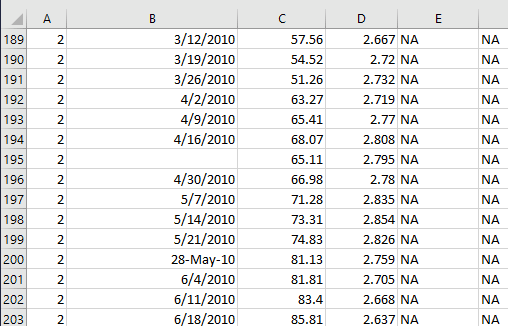 A B C D E
189 2 3/12/2010 57.56 2.667 NA NA
190 2 3/19/2010 54.52 2.72 NA NA
191 2 3/26/2010 51.26 2.732 NA NA
192 2 4/2/2010 63.27 2.719 NA NA
193 2 4/9/2010 65.41 2.77 NA NA
194 2 4/16/2010 68.07 2.808 NA NA
195 2 65.11 2.795 NA NA
196 2 4/30/2010 66.98 2.78 NA NA
197 2 5/7/2010 71.28 2.835 NA NA
198 2 5/14/2010 73.31 2.854 NA NA
199 2 5/21/2010 74.83 2.826 NA NA
200 2 28-May-10 81.13 2.759 NA NA
201 2 6/4/2010 81.81 2.705 NA NA
202 2 6/11/2010 83.4 2.668 NA NA
203 2 6/18/2010 85.81 2.637 NA NA